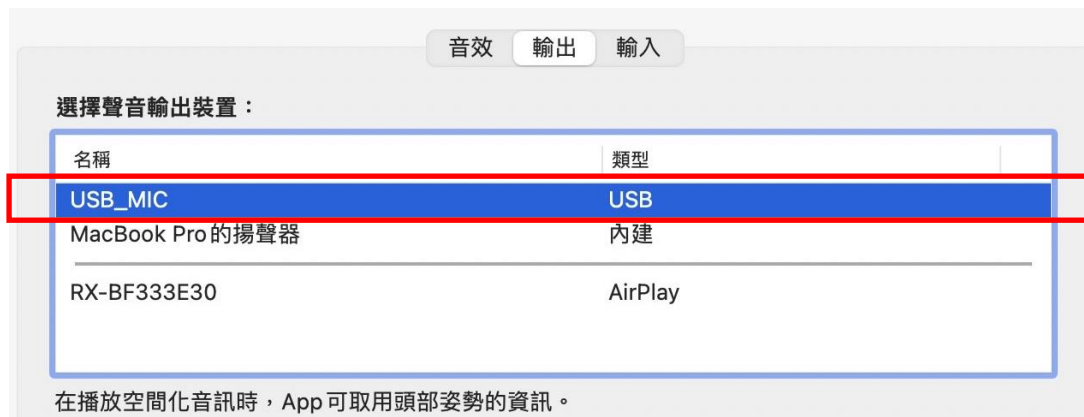 音效 輸出 輸入
選擇聲音輸出裝置：
名稱 類型
USB_MIC USB
MacBook Pro的揚聲器 內建
RX-BF333E30 AirPlay
在播放空間化音訊時，App可取用頭部姿勢的資訊。